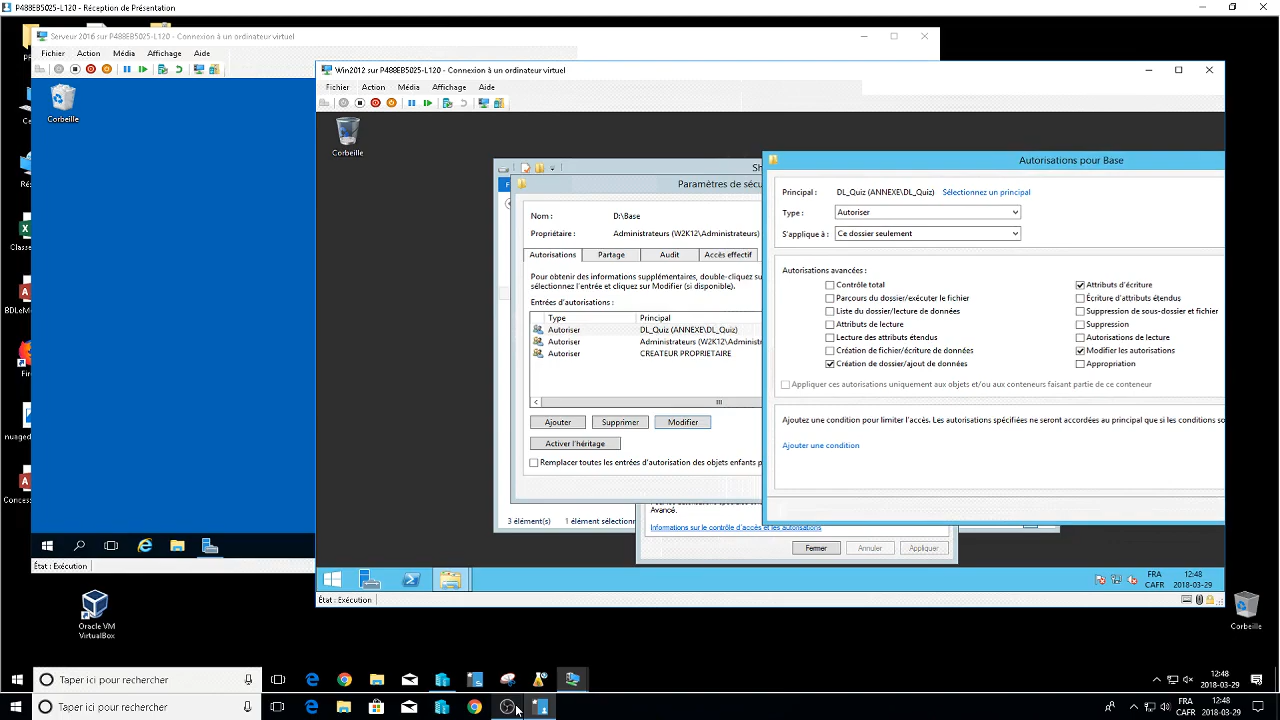 P488EB5025-L120 - Réception de Présentation
Serveur 2016 sur P488EB5025-L120 - Connexion à un ordinateur virtuel
Fichier Action Média Affichage Aide
Corbeille
Win2012 sur P488EB5025-L120 - Connexion à un ordinateur virtuel
Fichier Action Média Affichage Aide
Corbeille
Sh
Paramètres de sécu
Nom : D:\Base
Propriétaire : Administrateurs (W2K12\Administrateurs)
Autorisations Partage Audit Accès effectif
Pour obtenir des informations supplémentaires, double-cliquez su
sélectionnez l'entrée et cliquez sur Modifier (si disponible).
Entrées d'autorisations :
Type Principal
Autoriser DL_Quiz (ANNEXE\DL_Quiz)
Autoriser Administrateurs (W2K12\Administr
Autoriser CREATEUR PROPRIETAIRE
Ajouter Supprimer Modifier
Activer l'héritage
Remplacer toutes les entrées d'autorisation des objets enfants p
3 élément(s) 1 élément sélectionn
Avancé.
Informations sur le contrôle d'accès et les autorisations
Fermer Annuler Appliquer
Autorisations pour Base
Principal : DL_Quiz (ANNEXE\DL_Quiz) Sélectionnez un principal
Type : Autoriser
S'applique à : Ce dossier seulement
Autorisations avancées :
Contrôle total
Parcours du dossier/exécuter le fichier
Liste du dossier/lecture de données
Attributs de lecture
Lecture des attributs étendus
Création de fichier/écriture de données
Création de dossier/ajout de données
Attributs d'écriture
Écriture d'attributs étendus
Suppression de sous-dossier et fichier
Suppression
Autorisations de lecture
Modifier les autorisations
Appropriation
Appliquer ces autorisations uniquement aux objets et/ou aux conteneurs faisant partie de ce conteneur
Ajoutez une condition pour limiter l'accès. Les autorisations spécifiées ne seront accordées au principal que si les conditions so
Ajouter une condition
FRA 12:48
CAFR 2018-03-29
État : Exécution
État : Exécution
Classe
BDLeM
Fire
nuaged
Conces
Oracle VM
VirtualBox
Corbeille
Taper ici pour rechercher
12:48
2018-03-29
Taper ici pour rechercher
FRA 12:48
CAFR 2018-03-29